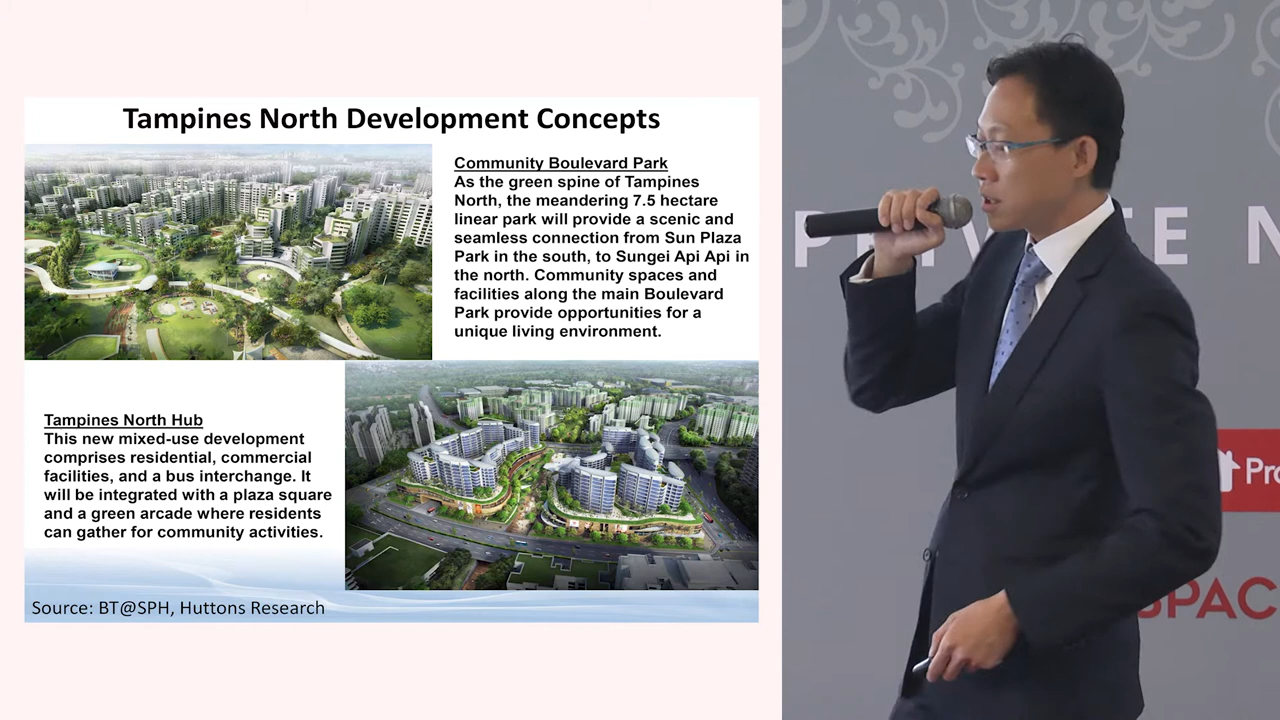 Tampines North Development Concepts
Community Boulevard Park
As the green spine of Tampines
North, the meandering 7.5 hectare
linear park will provide a scenic and
seamless connection from Sun Plaza
Park in the south, to Sungei Api Api in
the north. Community spaces and
facilities along the main Boulevard
Park provide opportunities for a
unique living environment.
Tampines North Hub
This new mixed-use development
comprises residential, commercial
facilities, and a bus interchange. It
will be integrated with a plaza square
and a green arcade where residents
can gather for community activities.
Source: BT@SPH, Huttons Research